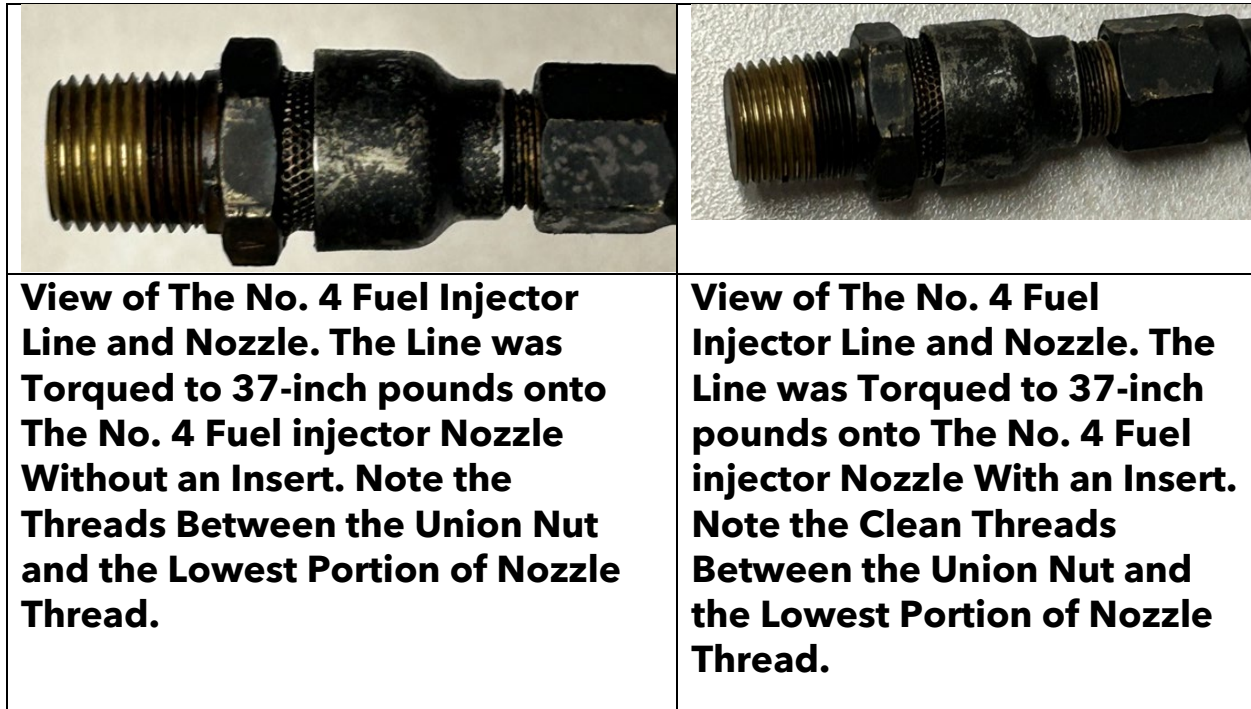 View of The No. 4 Fuel Injector
Line and Nozzle. The Line was
Torqued to 37-inch pounds onto
The No. 4 Fuel injector Nozzle
Without an Insert. Note the
Threads Between the Union Nut
and the Lowest Portion of Nozzle
Thread.
View of The No. 4 Fuel
Injector Line and Nozzle. The
Line was Torqued to 37-inch
pounds onto The No. 4 Fuel
injector Nozzle With an Insert.
Note the Clean Threads
Between the Union Nut and
the Lowest Portion of Nozzle
Thread.